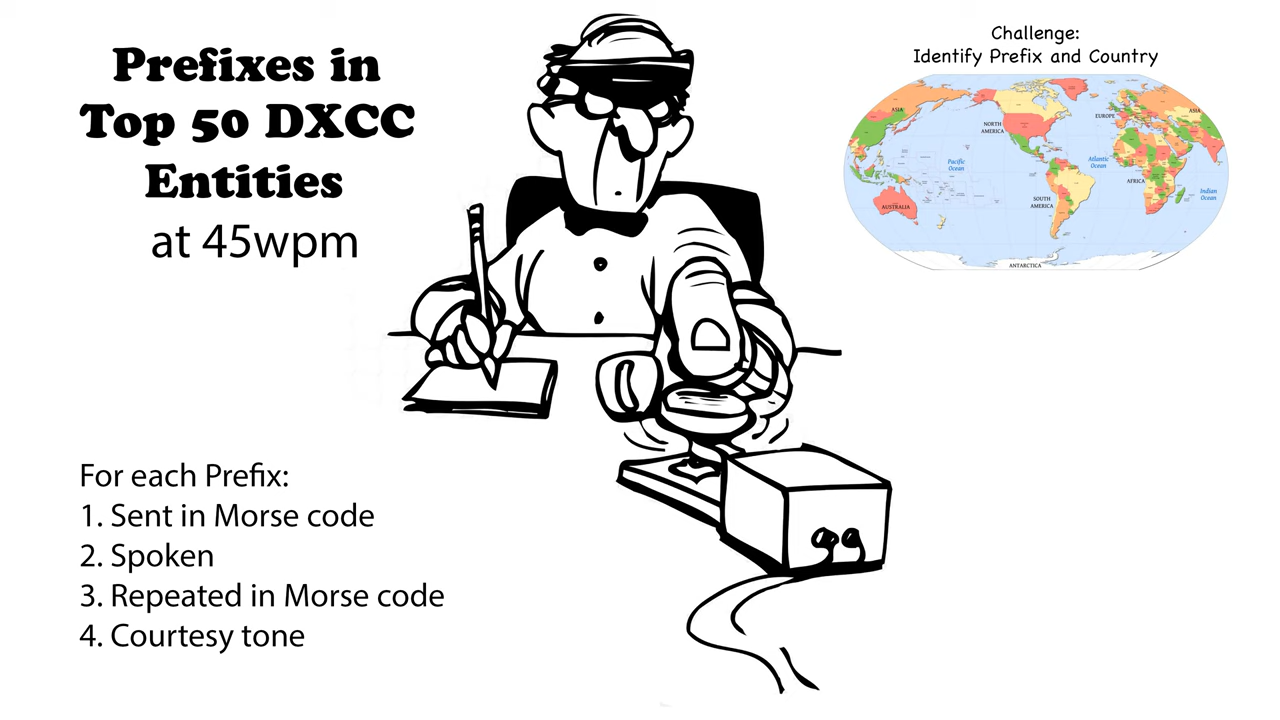 Prefixes in
Top 50 DXCC
Entities
at 45wpm
Challenge:
Identify Prefix and Country
ASIA
NORTH
AMERICA
EUROPE
ASIA
Pacific
Ocean
Atlantic
Ocean
AFRICA
Indian
Ocean
SOUTH
AMERICA
AUSTRALIA
ANTARCTICA
For each Prefix:
1. Sent in Morse code
2. Spoken
3. Repeated in Morse code
4. Courtesy tone